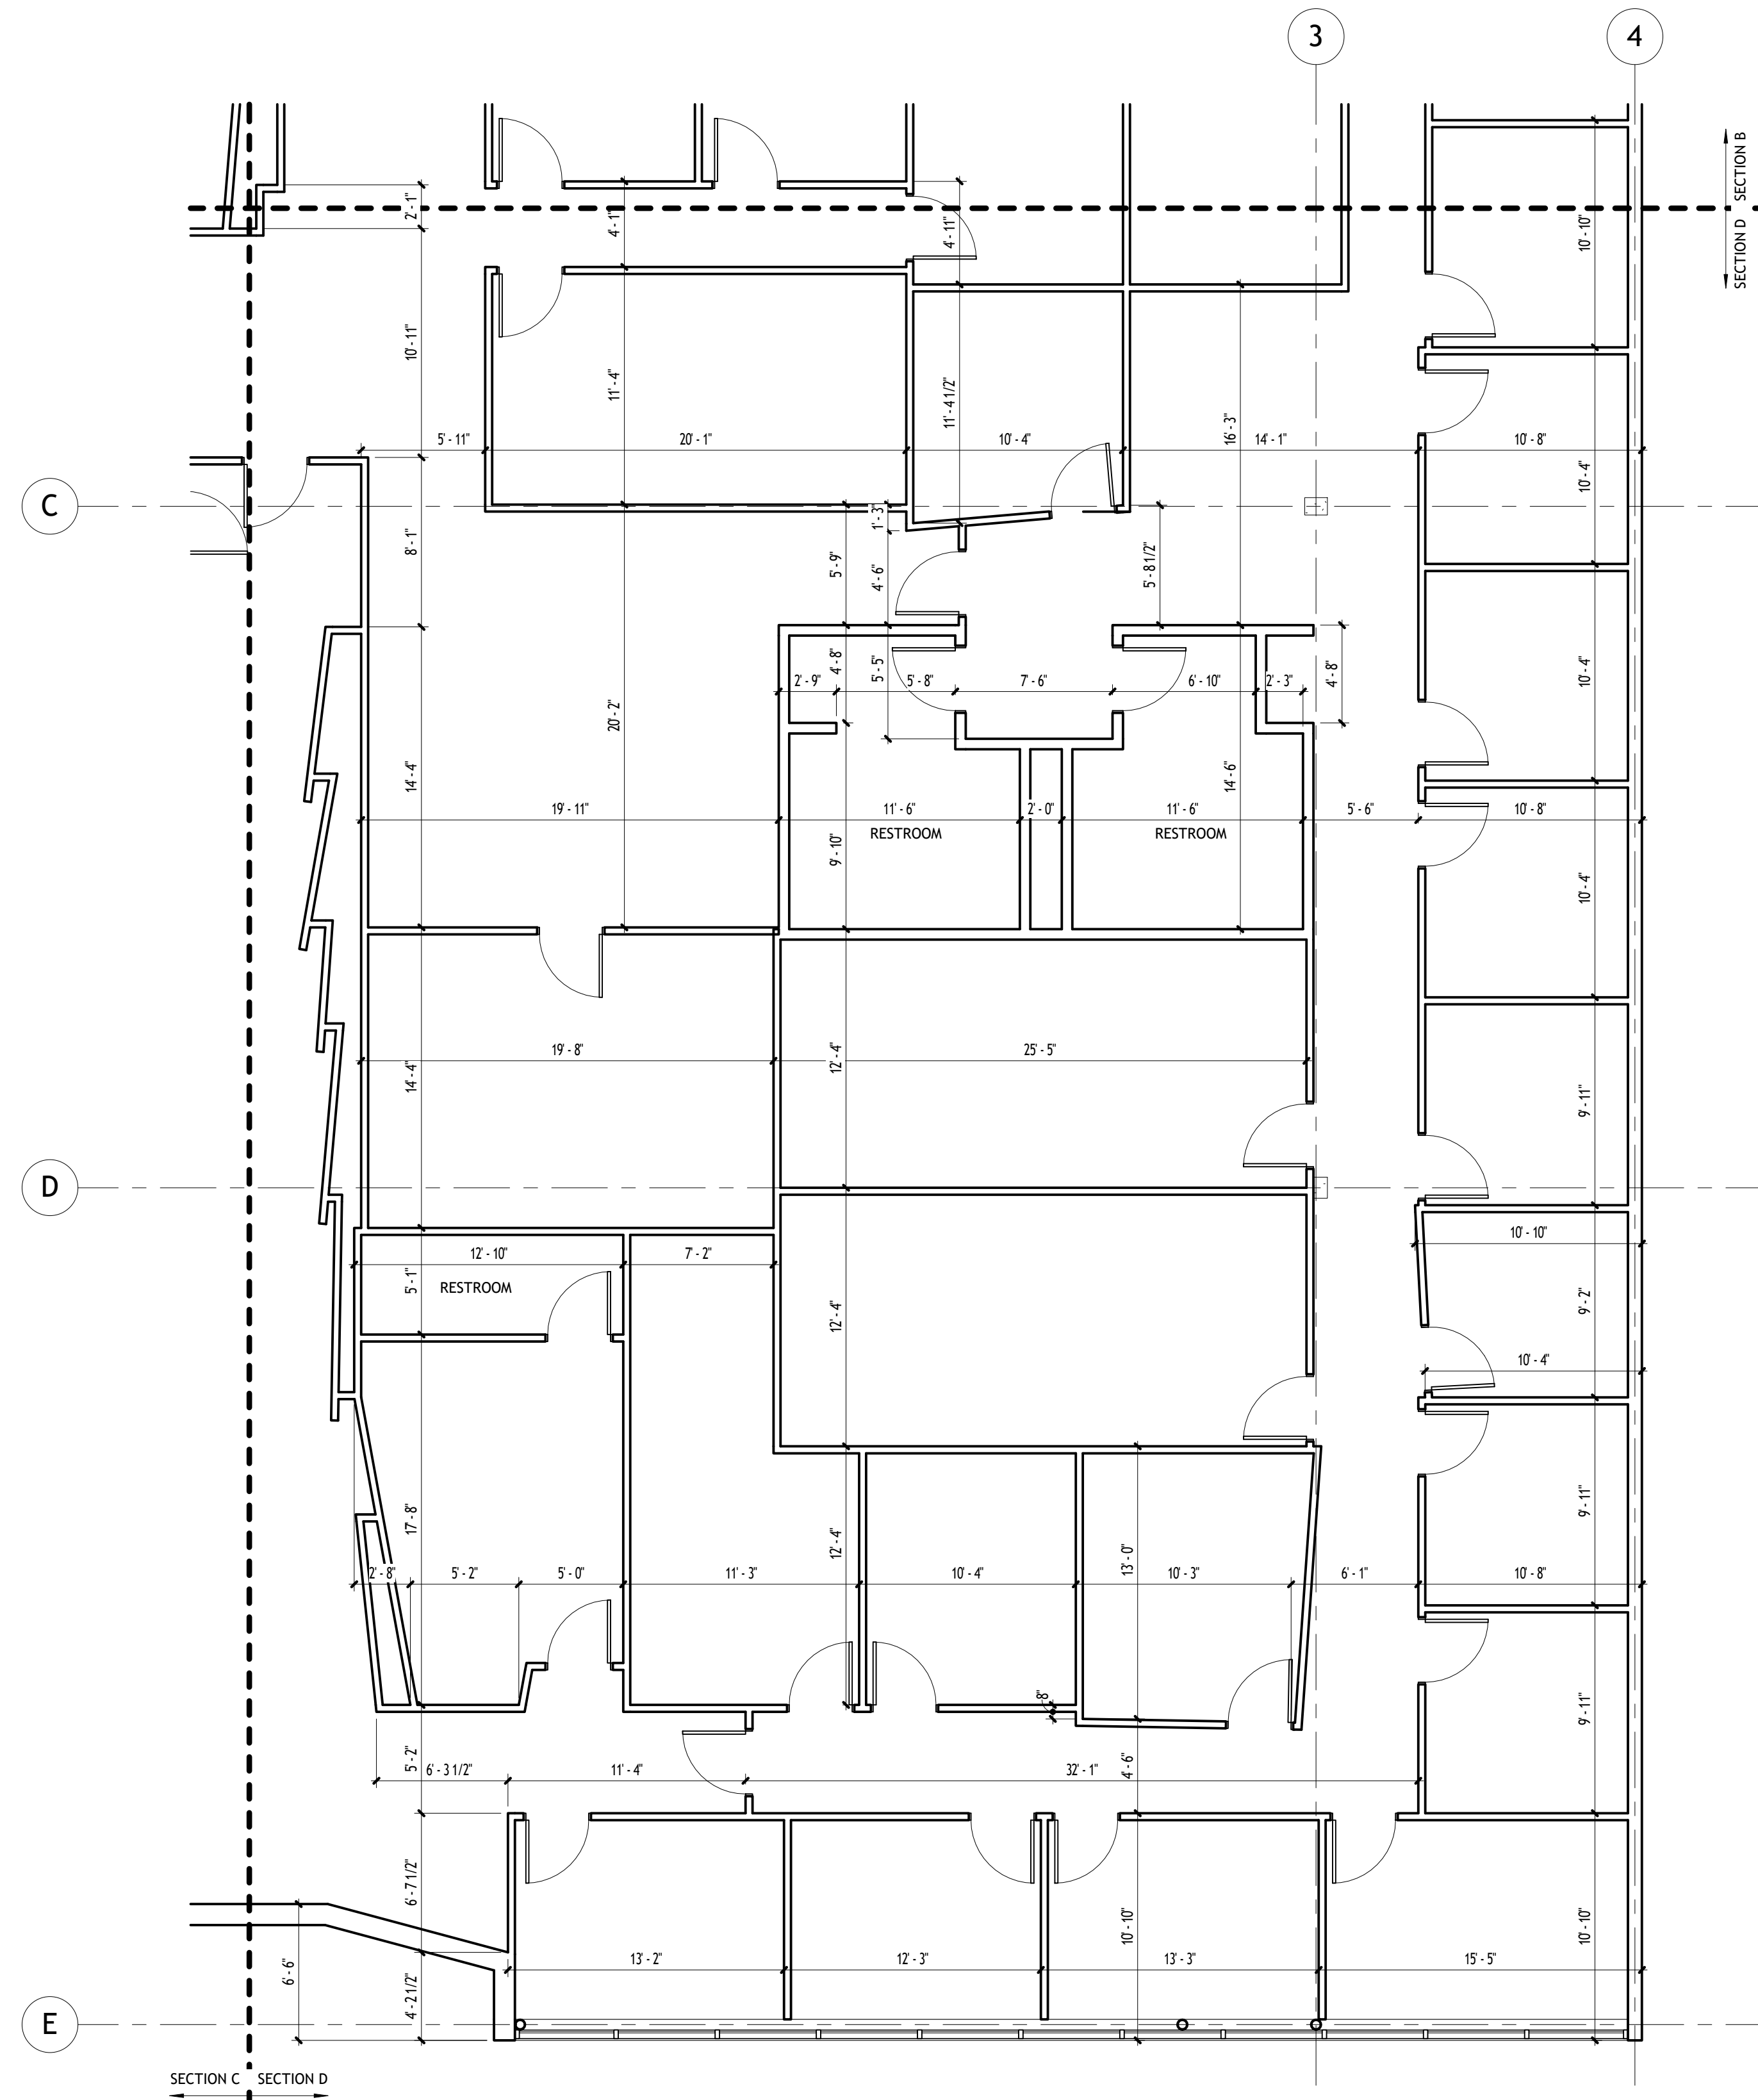 3
4
SECTION D SECTION B
2' - 1"
4' - 1"
4' - 11"
10' - 10"
10' - 11"
11' - 4"
11' - 4 1/2"
16' - 3"
5' - 11"
20' - 1"
10' - 4"
14' - 1"
10' - 8"
10' - 4"
C
1' - 3"
8' - 1"
5' - 9"
4' - 6"
5' - 8 1/2"
4' - 8"
5' - 5"
4' - 8"
10' - 4"
2' - 9"
5' - 8"
7' - 6"
6' - 10"
2' - 3"
20' - 2"
14' - 4"
14' - 6"
19' - 11"
11' - 6"
2' - 0"
11' - 6"
5' - 6"
10' - 8"
RESTROOM
RESTROOM
9' - 10"
10' - 4"
19' - 8"
25' - 5"
14' - 4"
12' - 4"
9' - 11"
D
10' - 10"
12' - 10"
7' - 2"
RESTROOM
5' - 1"
12' - 4"
9' - 2"
10' - 4"
17' - 8"
12' - 4"
13' - 0"
9' - 11"
2' - 8"
5' - 2"
5' - 0"
11' - 3"
10' - 4"
10' - 3"
6' - 1"
10' - 8"
8"
9' - 11"
5' - 2"
6' - 3 1/2"
11' - 4"
32' - 1"
4' - 6"
6' - 7 1/2"
10' - 10"
10' - 10"
13' - 2"
12' - 3"
13' - 3"
15' - 5"
6' - 6"
4' - 2 1/2"
E
SECTION C SECTION D